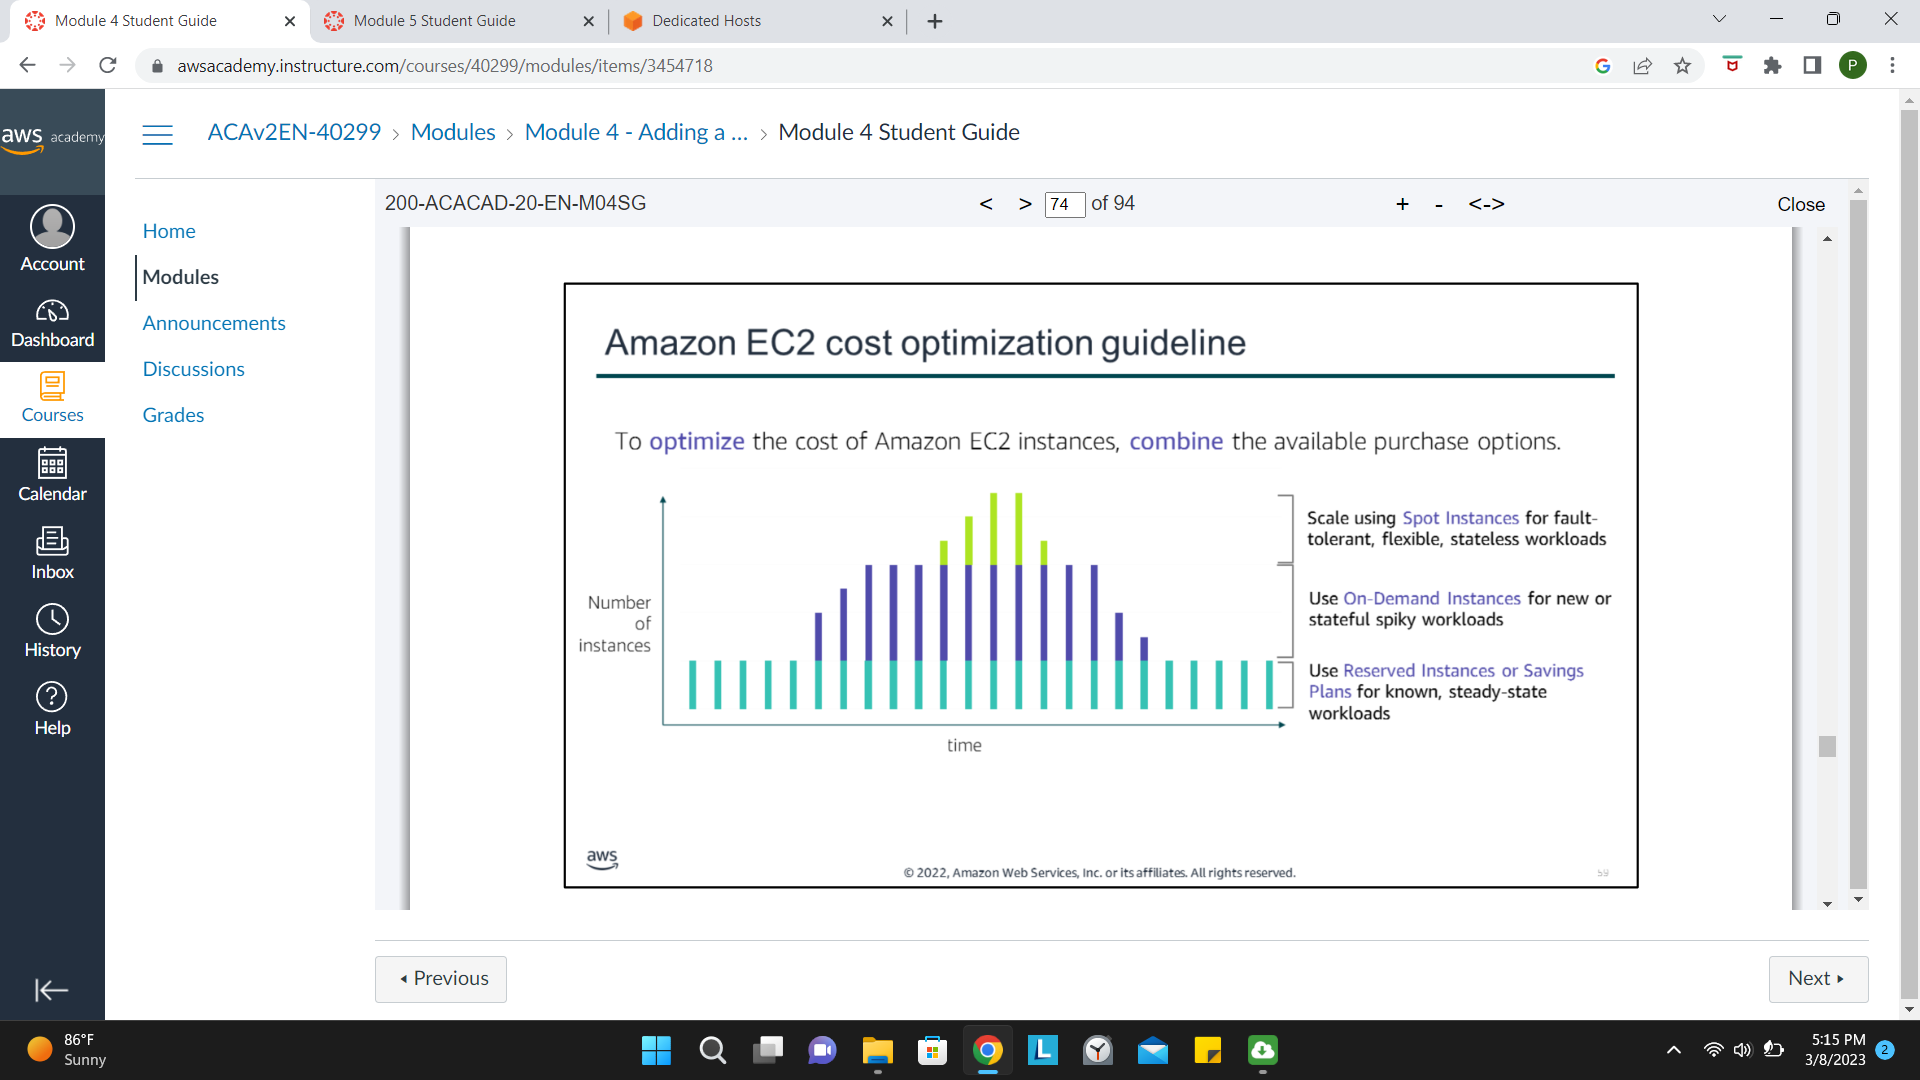 Module 4 Student Guide
Module 5 Student Guide
Dedicated Hosts
awsacademy.instructure.com/courses/40299/modules/items/3454718
P
aws academy
ACAv2EN-40299 > Modules > Module 4 - Adding a ... > Module 4 Student Guide
200-ACACAD-20-EN-M04SG
< > 74 of 94
+ - <-> Close
Account
Dashboard
Courses
Calendar
Inbox
History
Help
Home
Modules
Announcements
Discussions
Grades
Amazon EC2 cost optimization guideline
To optimize the cost of Amazon EC2 instances, combine the available purchase options.
Number
of
instances
time
Scale using Spot Instances for fault-
tolerant, flexible, stateless workloads
Use On-Demand Instances for new or
stateful spiky workloads
Use Reserved Instances or Savings
Plans for known, steady-state
workloads
aws
© 2022, Amazon Web Services, Inc. or its affiliates. All rights reserved.
59
Previous
Next
86°F
Sunny
L
5:15 PM
3/8/2023
2